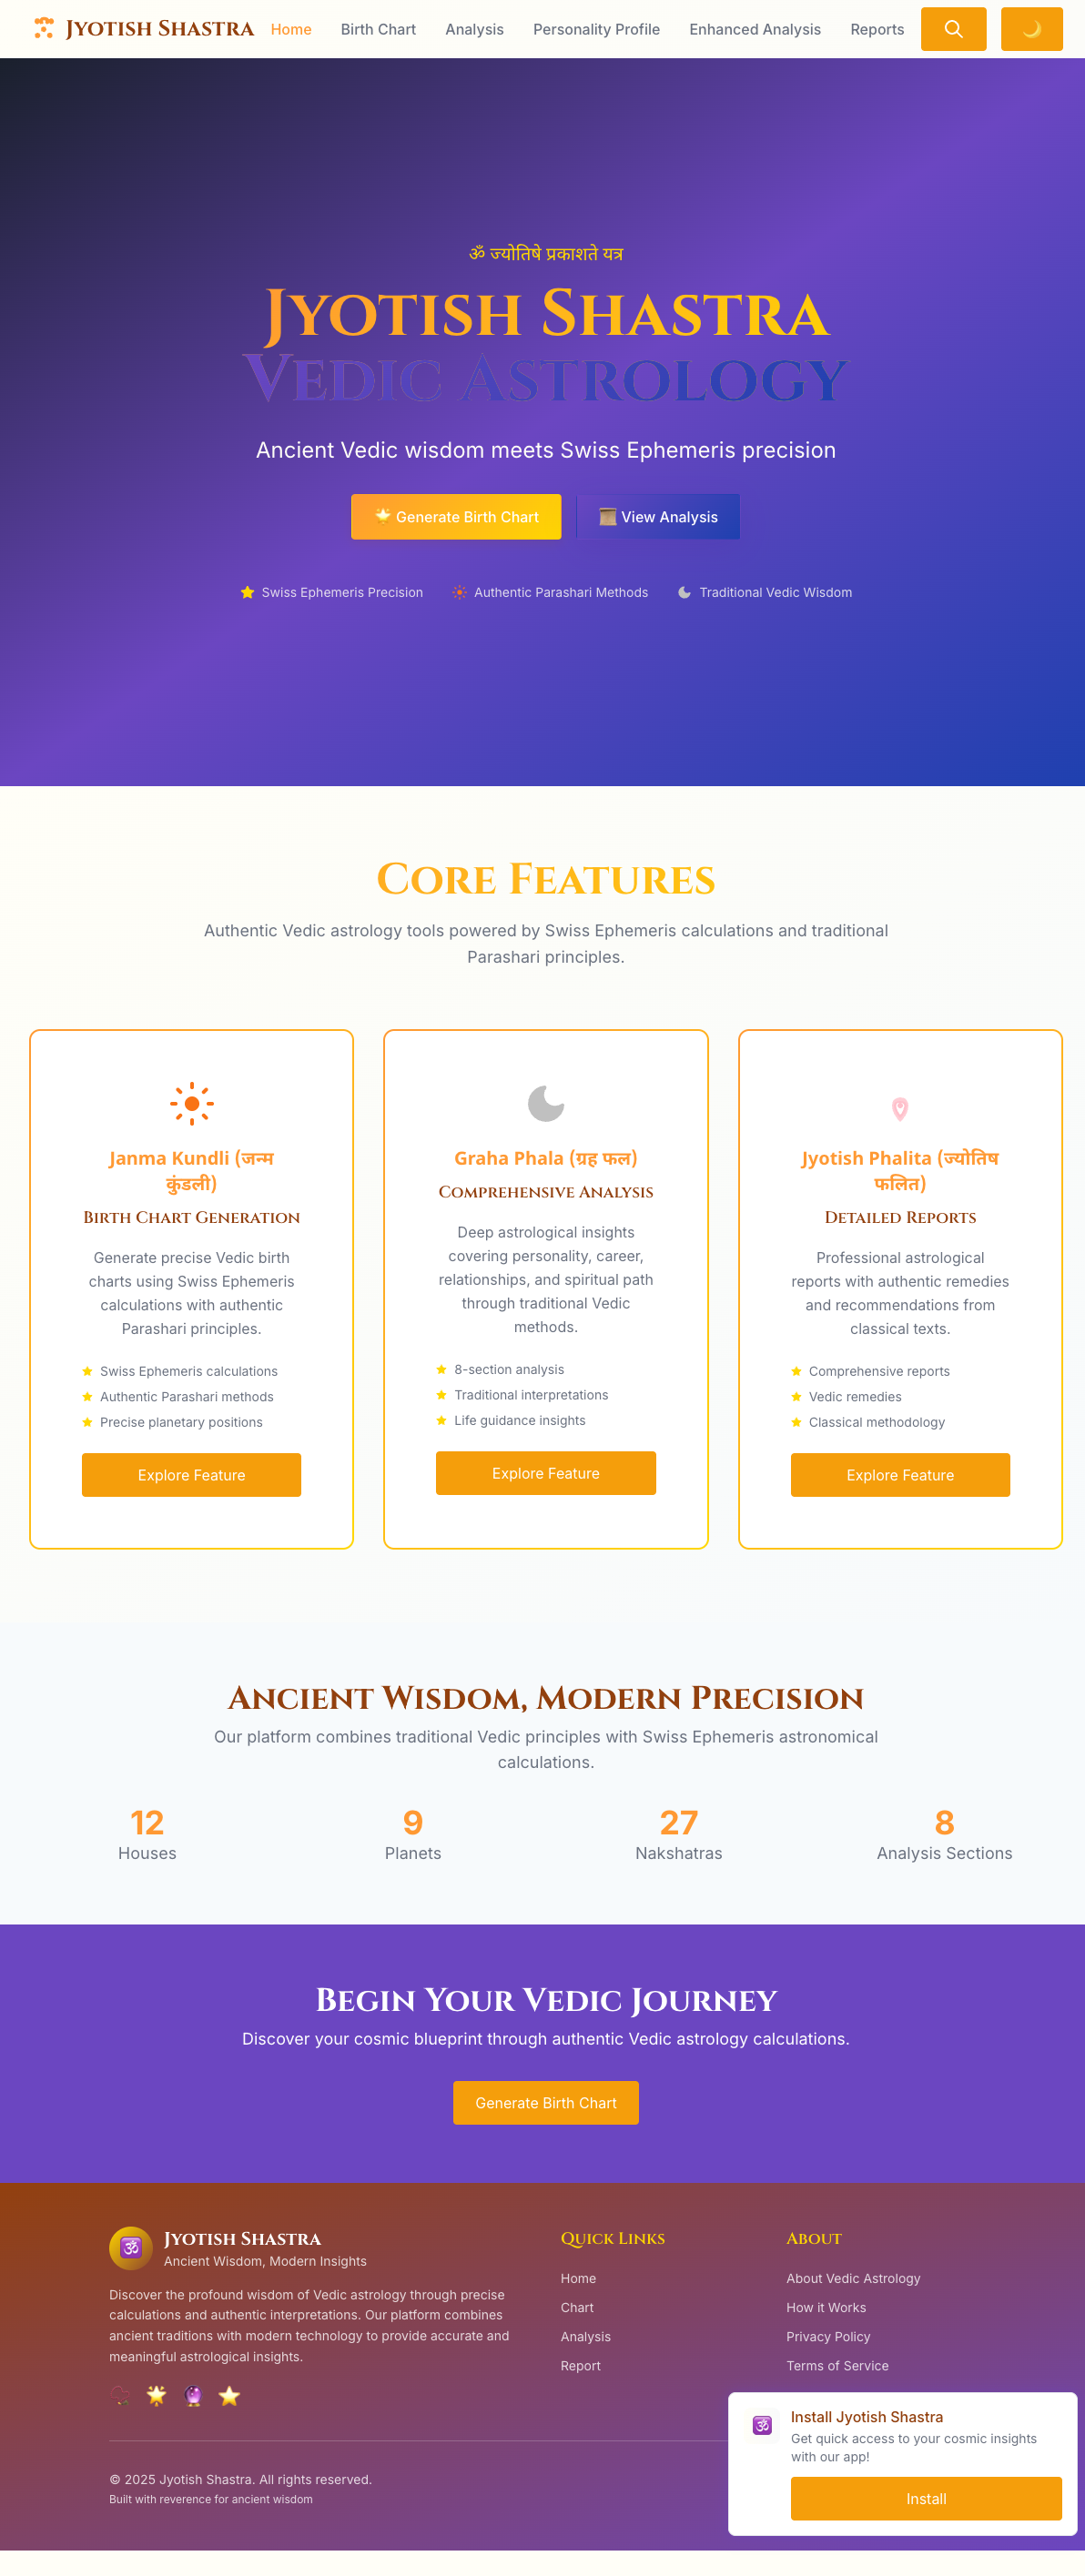 Jyotish Shastra Home Birth Chart Analysis Personality Profile Enhanced Analysis Reports
ॐ ज्योतिषे प्रकाशते यत्र
Jyotish Shastra
Vedic Astrology
Ancient Vedic wisdom meets Swiss Ephemeris precision
Generate Birth Chart View Analysis
Swiss Ephemeris Precision Authentic Parashari Methods Traditional Vedic Wisdom
Core Features
Authentic Vedic astrology tools powered by Swiss Ephemeris calculations and traditional
Parashari principles.
Janma Kundli (जन्म
कुंडली)
Birth Chart Generation
Generate precise Vedic birth
charts using Swiss Ephemeris
calculations with authentic
Parashari principles.
Swiss Ephemeris calculations
Authentic Parashari methods
Precise planetary positions
Explore Feature
Graha Phala (ग्रह फल)
Comprehensive Analysis
Deep astrological insights
covering personality, career,
relationships, and spiritual path
through traditional Vedic
methods.
8-section analysis
Traditional interpretations
Life guidance insights
Explore Feature
Jyotish Phalita (ज्योतिष
फलित)
Detailed Reports
Professional astrological
reports with authentic remedies
and recommendations from
classical texts.
Comprehensive reports
Vedic remedies
Classical methodology
Explore Feature
Ancient Wisdom, Modern Precision
Our platform combines traditional Vedic principles with Swiss Ephemeris astronomical
calculations.
12
Houses
9
Planets
27
Nakshatras
8
Analysis Sections
Begin Your Vedic Journey
Discover your cosmic blueprint through authentic Vedic astrology calculations.
Generate Birth Chart
🕉
Jyotish Shastra
Ancient Wisdom, Modern Insights
Discover the profound wisdom of Vedic astrology through precise
calculations and authentic interpretations. Our platform combines
ancient traditions with modern technology to provide accurate and
meaningful astrological insights.
Quick Links
Home
Chart
Analysis
Report
About
About Vedic Astrology
How it Works
Privacy Policy
Terms of Service
© 2025 Jyotish Shastra. All rights reserved.
Built with reverence for ancient wisdom
🕉
Install Jyotish Shastra
Get quick access to your cosmic insights
with our app!
Install